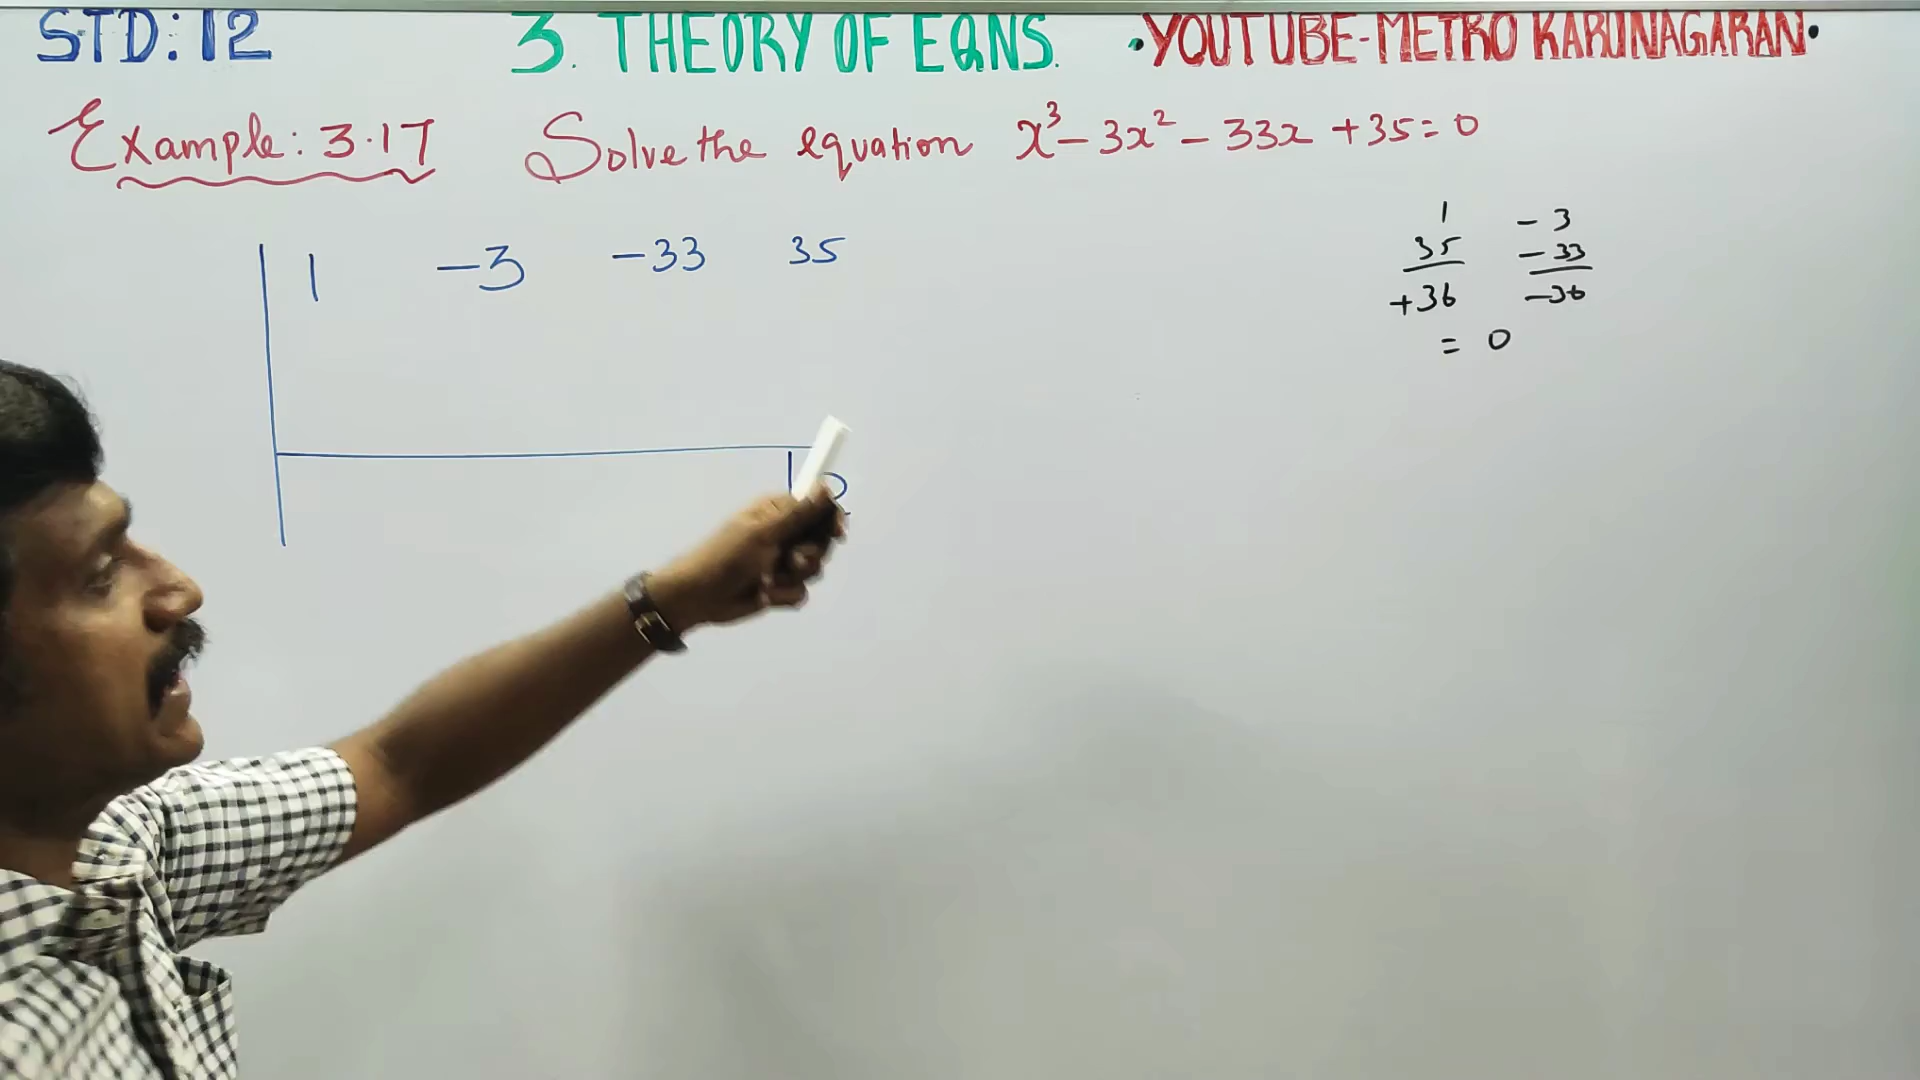 STD: 12 3. THEORY OF EQNS. •YOUTUBE-METRO KARUNAGARAN•
Example: 3.17 Solve the equation x³ - 3x² - 33x + 35 = 0
1 -3 -33 35
1 -3
35 -33
+36 -36
= 0